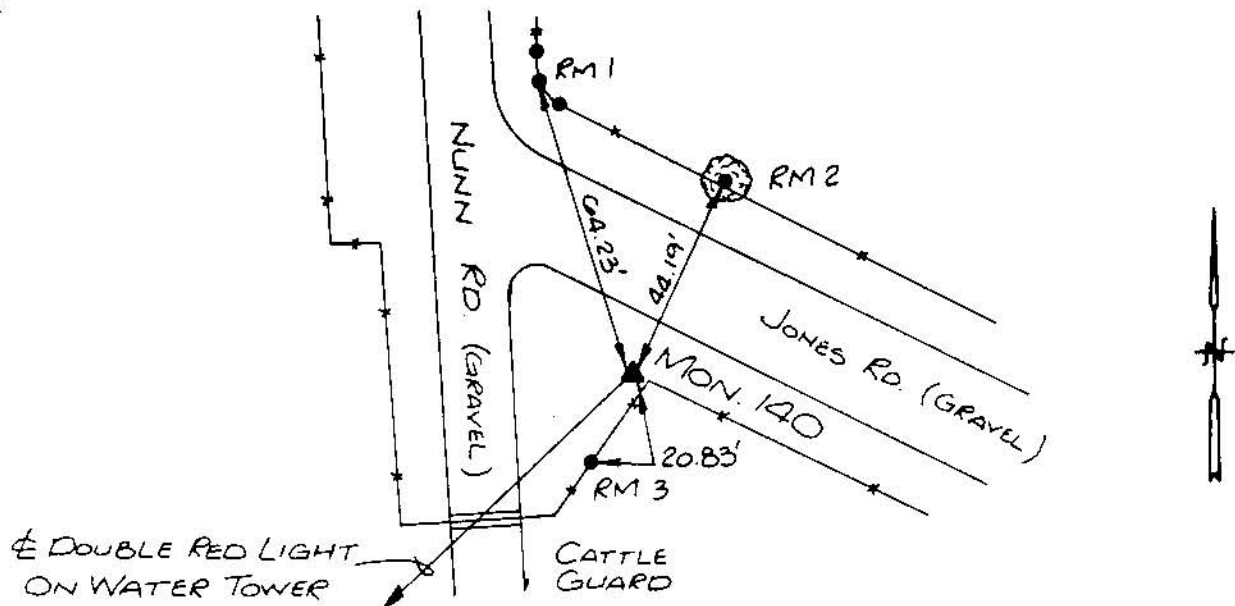 RM 1
RM 2
NUNN RD. (GRAVEL)
64.23'
44.19'
JONES RD. (GRAVEL)
MON. 140
20.83'
RM 3
℄ DOUBLE RED LIGHT
ON WATER TOWER
CATTLE
GUARD
N